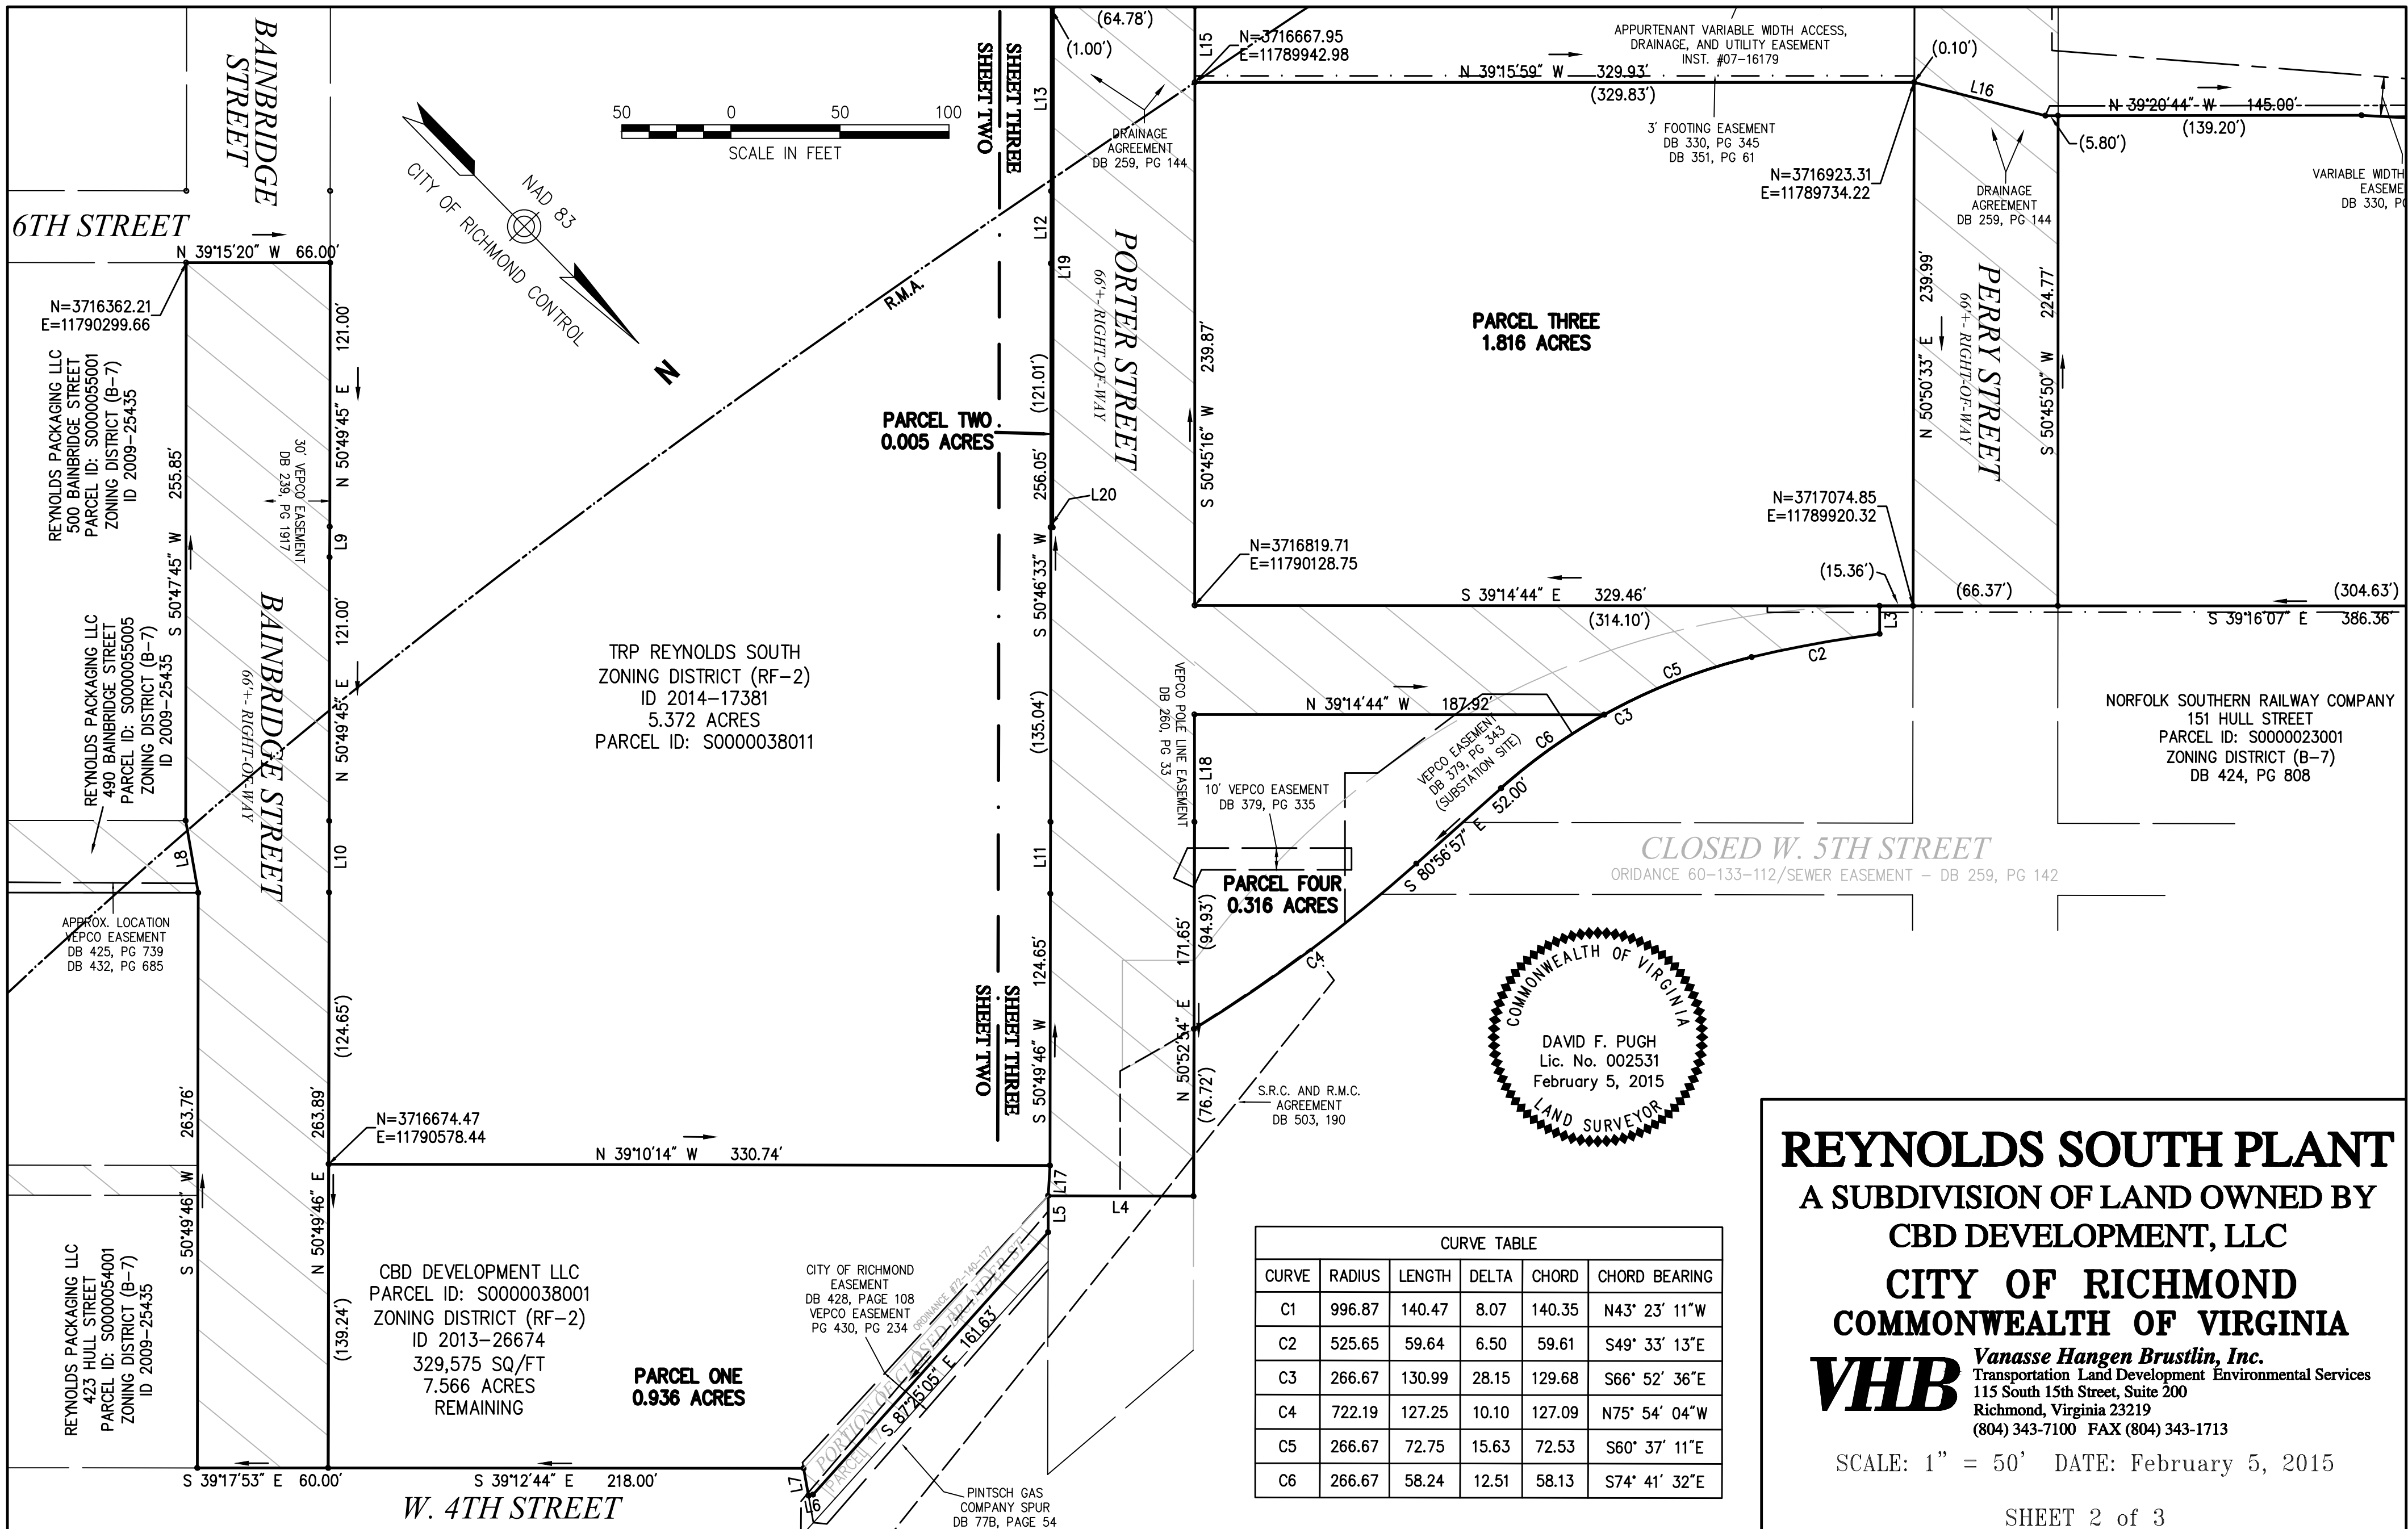 BAINBRIDGE
STREET
6TH STREET
N 39°15'20" W 66.00'
N=3716362.21
E=11790299.66
REYNOLDS PACKAGING LLC
500 BAINBRIDGE STREET
PARCEL ID: S0000055001
ZONING DISTRICT (B-7)
ID 2009-25435
S 50°47'45" W 255.85'
30' VEPCO EASEMENT
DB 239, PG 1917
N 50°49'45" E 121.00'
L9
N 50°49'45" E 121.00'
REYNOLDS PACKAGING LLC
490 BAINBRIDGE STREET
PARCEL ID: S0000055005
ZONING DISTRICT (B-7)
ID 2009-25435
BAINBRIDGE STREET
66'+- RIGHT-OF-WAY
L8
L10
APPROX. LOCATION
VEPCO EASEMENT
DB 425, PG 739
DB 432, PG 685
(124.65')
S 50°49'46" W 263.76'
N 50°49'46" E 263.89'
(139.24')
REYNOLDS PACKAGING LLC
423 HULL STREET
PARCEL ID: S0000054001
ZONING DISTRICT (B-7)
ID 2009-25435
S 39°17'53" E 60.00'
S 39°12'44" E 218.00'
W. 4TH STREET
50 0 50 100
SCALE IN FEET
NAD 83
CITY OF RICHMOND CONTROL
N
R.M.A.
SHEET THREE
SHEET TWO
TRP REYNOLDS SOUTH
ZONING DISTRICT (RF-2)
ID 2014-17381
5.372 ACRES
PARCEL ID: S0000038011
PARCEL TWO
0.005 ACRES
N=3716674.47
E=11790578.44
N 39°10'14" W 330.74'
SHEET THREE
SHEET TWO
CBD DEVELOPMENT LLC
PARCEL ID: S0000038001
ZONING DISTRICT (RF-2)
ID 2013-26674
329,575 SQ/FT
7.566 ACRES
REMAINING
PARCEL ONE
0.936 ACRES
CITY OF RICHMOND
EASEMENT
DB 428, PAGE 108
VEPCO EASEMENT
PG 430, PG 234
ORDINANCE #72-140-177
PORTION OF CLOSED BRANDER ST.
S 87°25'05" E 161.63'
L7
L6
PINTSCH GAS
COMPANY SPUR
DB 77B, PAGE 54
(64.78')
(1.00')
L13
L12
L19
(121.01')
256.05'
L20
S 50°46'33" W
(135.04')
L11
S 50°49'46" W 124.65'
L17
L5
L4
DRAINAGE
AGREEMENT
DB 259, PG 144
PORTER STREET
66'+-RIGHT-OF-WAY
L15
N=3716667.95
E=11789942.98
N 39°15'59" W 329.93'
(329.83')
APPURTENANT VARIABLE WIDTH ACCESS,
DRAINAGE, AND UTILITY EASEMENT
INST. #07-16179
3' FOOTING EASEMENT
DB 330, PG 345
DB 351, PG 61
(0.10')
L16
N 39°20'44" W 145.00'
(139.20')
(5.80')
N=3716923.31
E=11789734.22
DRAINAGE
AGREEMENT
DB 259, PG 144
VARIABLE WIDTH
EASEME
DB 330, P
PARCEL THREE
1.816 ACRES
S 50°45'16" W 239.87'
N 50°50'33" E 239.99'
PERRY STREET
66'+- RIGHT-OF-WAY
S 50°45'50" W 224.77'
N=3717074.85
E=11789920.32
N=3716819.71
E=11790128.75
S 39°14'44" E 329.46'
(314.10')
(15.36')
(66.37')
(304.63')
S 39°16'07" E 386.36'
L3
C2
C5
C3
C6
N 39°14'44" W 187.92'
VEPCO POLE LINE EASEMENT
DB 260, PG 33
L18
VEPCO EASEMENT
DB 379, PG 343
(SUBSTATION SITE)
10' VEPCO EASEMENT
DB 379, PG 335
S 80°56'57" E 52.00'
PARCEL FOUR
0.316 ACRES
C4
N 50°52'54" E 171.65'
(94.93')
(76.72')
S.R.C. AND R.M.C.
AGREEMENT
DB 503, 190
NORFOLK SOUTHERN RAILWAY COMPANY
151 HULL STREET
PARCEL ID: S0000023001
ZONING DISTRICT (B-7)
DB 424, PG 808
CLOSED W. 5TH STREET
ORIDANCE 60-133-112/SEWER EASEMENT - DB 259, PG 142
COMMONWEALTH OF VIRGINIA
DAVID F. PUGH
Lic. No. 002531
February 5, 2015
LAND SURVEYOR
CURVE TABLE
CURVE RADIUS LENGTH DELTA CHORD CHORD BEARING
C1 996.87 140.47 8.07 140.35 N43° 23' 11"W
C2 525.65 59.64 6.50 59.61 S49° 33' 13"E
C3 266.67 130.99 28.15 129.68 S66° 52' 36"E
C4 722.19 127.25 10.10 127.09 N75° 54' 04"W
C5 266.67 72.75 15.63 72.53 S60° 37' 11"E
C6 266.67 58.24 12.51 58.13 S74° 41' 32"E
REYNOLDS SOUTH PLANT
A SUBDIVISION OF LAND OWNED BY
CBD DEVELOPMENT, LLC
CITY OF RICHMOND
COMMONWEALTH OF VIRGINIA
VHB
Vanasse Hangen Brustlin, Inc.
Transportation Land Development Environmental Services
115 South 15th Street, Suite 200
Richmond, Virginia 23219
(804) 343-7100 FAX (804) 343-1713
SCALE: 1" = 50' DATE: February 5, 2015
SHEET 2 of 3